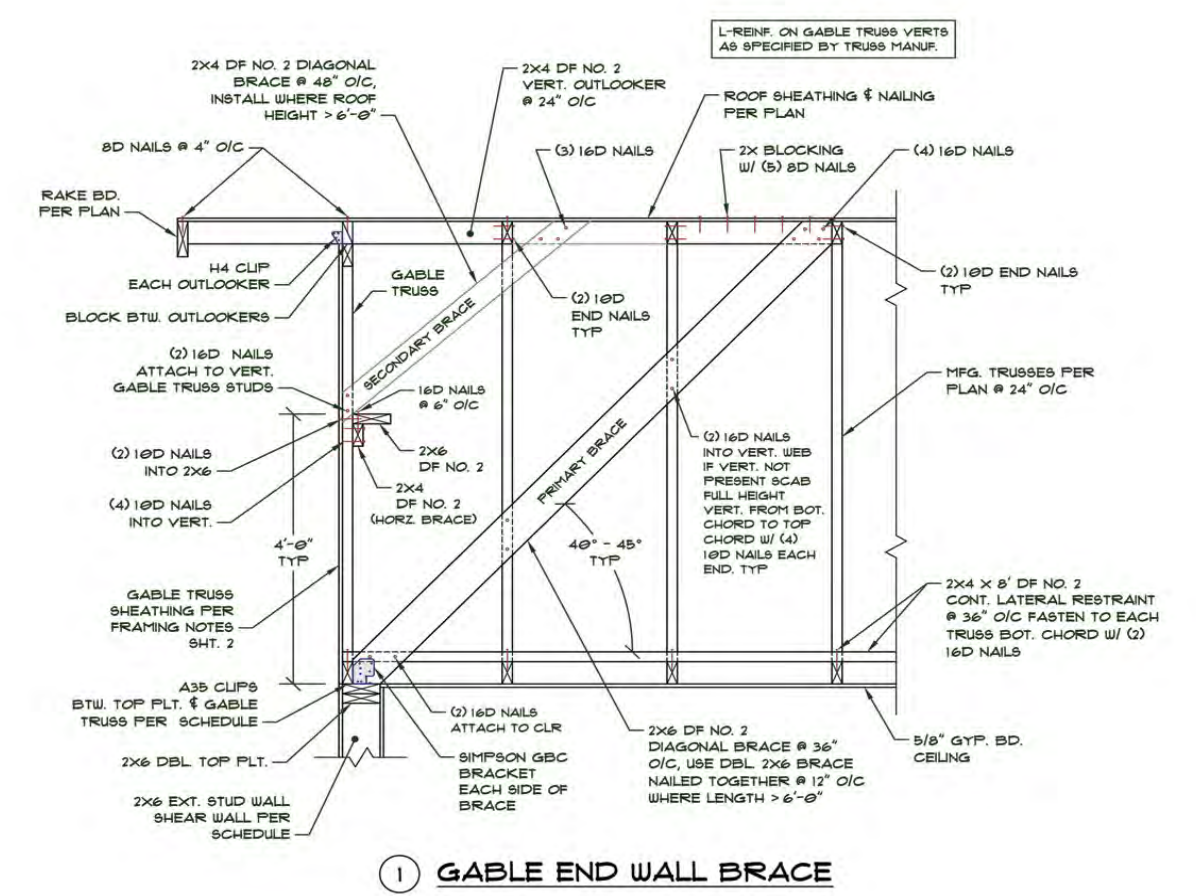 L-REINF. ON GABLE TRUSS VERTS
AS SPECIFIED BY TRUSS MANUF.
2X4 DF NO. 2 DIAGONAL
BRACE @ 48" O/C,
INSTALL WHERE ROOF
HEIGHT > 6'-0"
2X4 DF NO. 2
VERT. OUTLOOKER
@ 24" O/C
ROOF SHEATHING & NAILING
PER PLAN
8D NAILS @ 4" O/C
(3) 16D NAILS
2X BLOCKING
W/ (5) 8D NAILS
(4) 16D NAILS
RAKE BD.
PER PLAN
H4 CLIP
EACH OUTLOOKER
GABLE
TRUSS
(2) 10D END NAILS
TYP
(2) 10D
END NAILS
TYP
BLOCK BTW. OUTLOOKERS
SECONDARY BRACE
(2) 16D NAILS
ATTACH TO VERT.
GABLE TRUSS STUDS
16D NAILS
@ 6" O/C
MFG. TRUSSES PER
PLAN @ 24" O/C
(2) 10D NAILS
INTO 2X6
2X6
DF NO. 2
PRIMARY BRACE
(2) 16D NAILS
INTO VERT. WEB
IF VERT. NOT
PRESENT SCAB
FULL HEIGHT
VERT. FROM BOT.
CHORD TO TOP
CHORD W/ (4)
10D NAILS EACH
END. TYP
(4) 10D NAILS
INTO VERT.
2X4
DF NO. 2
(HORZ. BRACE)
4'-0"
TYP
40° - 45°
TYP
GABLE TRUSS
SHEATHING PER
FRAMING NOTES
SHT. 2
2X4 X 8' DF NO. 2
CONT. LATERAL RESTRAINT
@ 36" O/C FASTEN TO EACH
TRUSS BOT. CHORD W/ (2)
16D NAILS
A35 CLIPS
BTW. TOP PLT. & GABLE
TRUSS PER SCHEDULE
(2) 16D NAILS
ATTACH TO CLR
2X6 DBL. TOP PLT.
SIMPSON GBC
BRACKET
EACH SIDE OF
BRACE
2X6 DF NO. 2
DIAGONAL BRACE @ 36"
O/C, USE DBL. 2X6 BRACE
NAILED TOGETHER @ 12" O/C
WHERE LENGTH > 6'-0"
5/8" GYP. BD.
CEILING
2X6 EXT. STUD WALL
SHEAR WALL PER
SCHEDULE
1 GABLE END WALL BRACE